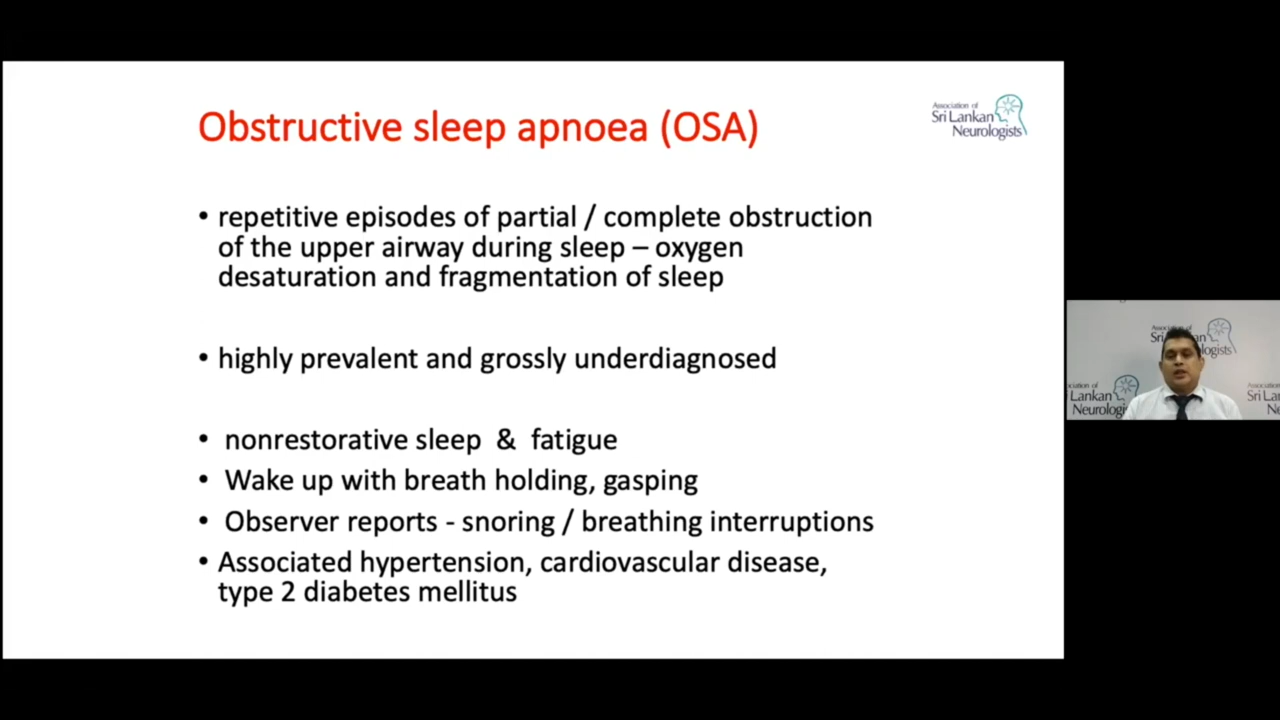 Obstructive sleep apnoea (OSA)
Association of
Sri Lankan
Neurologists
• repetitive episodes of partial / complete obstruction
of the upper airway during sleep – oxygen
desaturation and fragmentation of sleep
• highly prevalent and grossly underdiagnosed
• nonrestorative sleep & fatigue
• Wake up with breath holding, gasping
• Observer reports - snoring / breathing interruptions
• Associated hypertension, cardiovascular disease,
type 2 diabetes mellitus